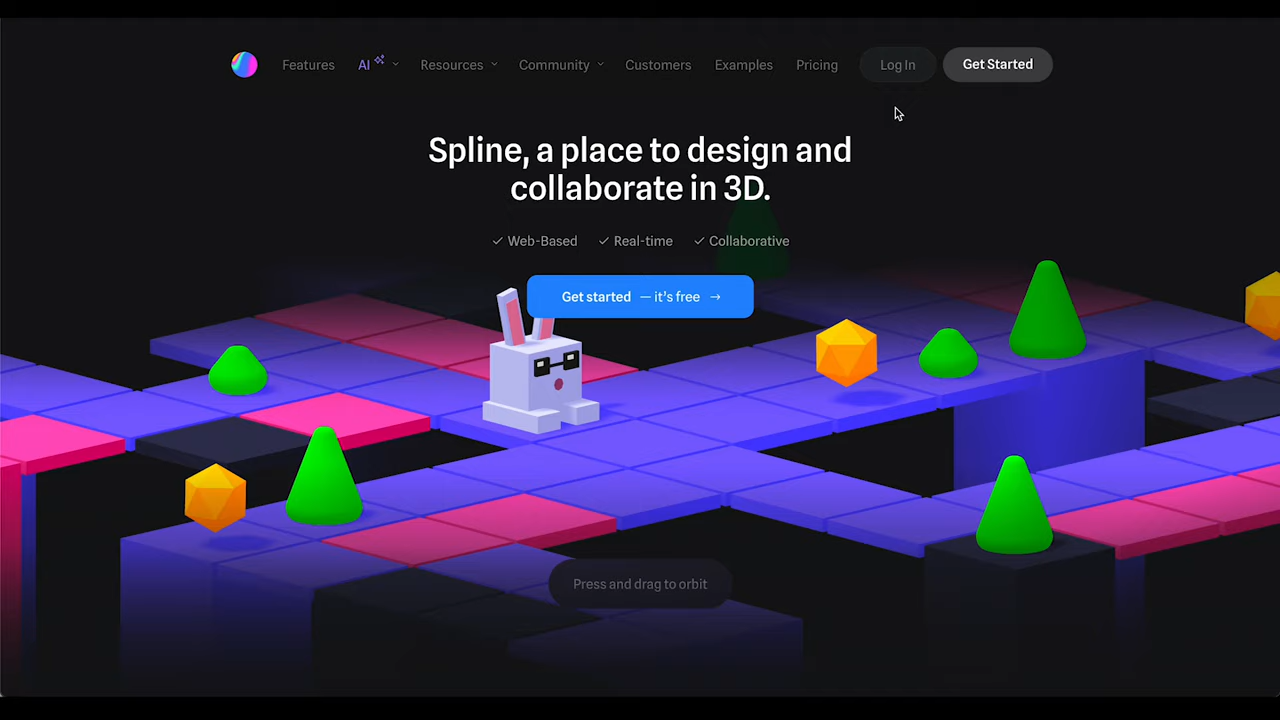 Features AI Resources Community Customers Examples Pricing Log In Get Started
Spline, a place to design and
collaborate in 3D.
Web-Based Real-time Collaborative
Get started — it's free →
Press and drag to orbit